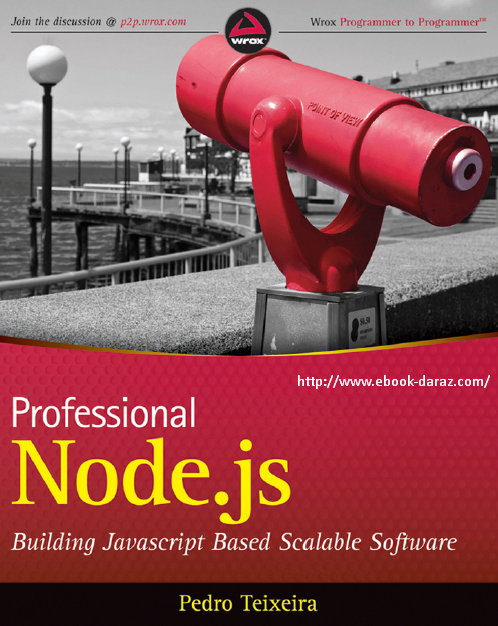 Join the discussion @ p2p.wrox.com
Wrox Programmer to Programmer™
wrox
POINT OF VIEW
http://www.ebook-daraz.com/
Professional
Node.js
Building Javascript Based Scalable Software
Pedro Teixeira